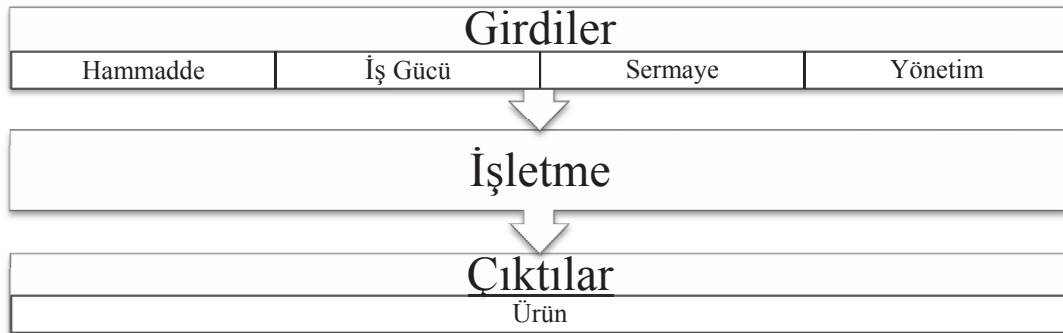 Girdiler
Hammadde İş Gücü Sermaye Yönetim
İşletme
Çıktılar
Ürün